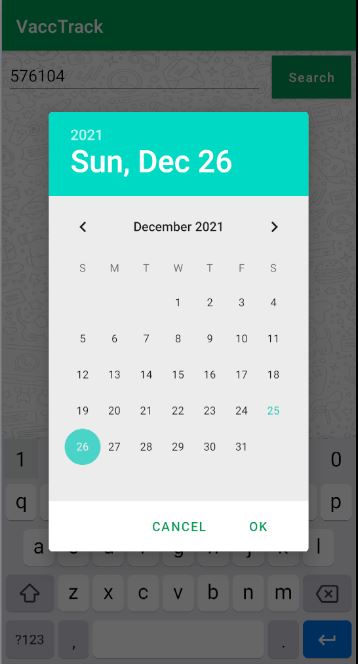 VaccTrack
576104
Search
2021
Sun, Dec 26
December 2021
S M T W T F S
1 2 3 4
5 6 7 8 9 10 11
12 13 14 15 16 17 18
19 20 21 22 23 24 25
26 27 28 29 30 31
CANCEL OK
1 0
q p
a l
z x c v b n m
?123 , .